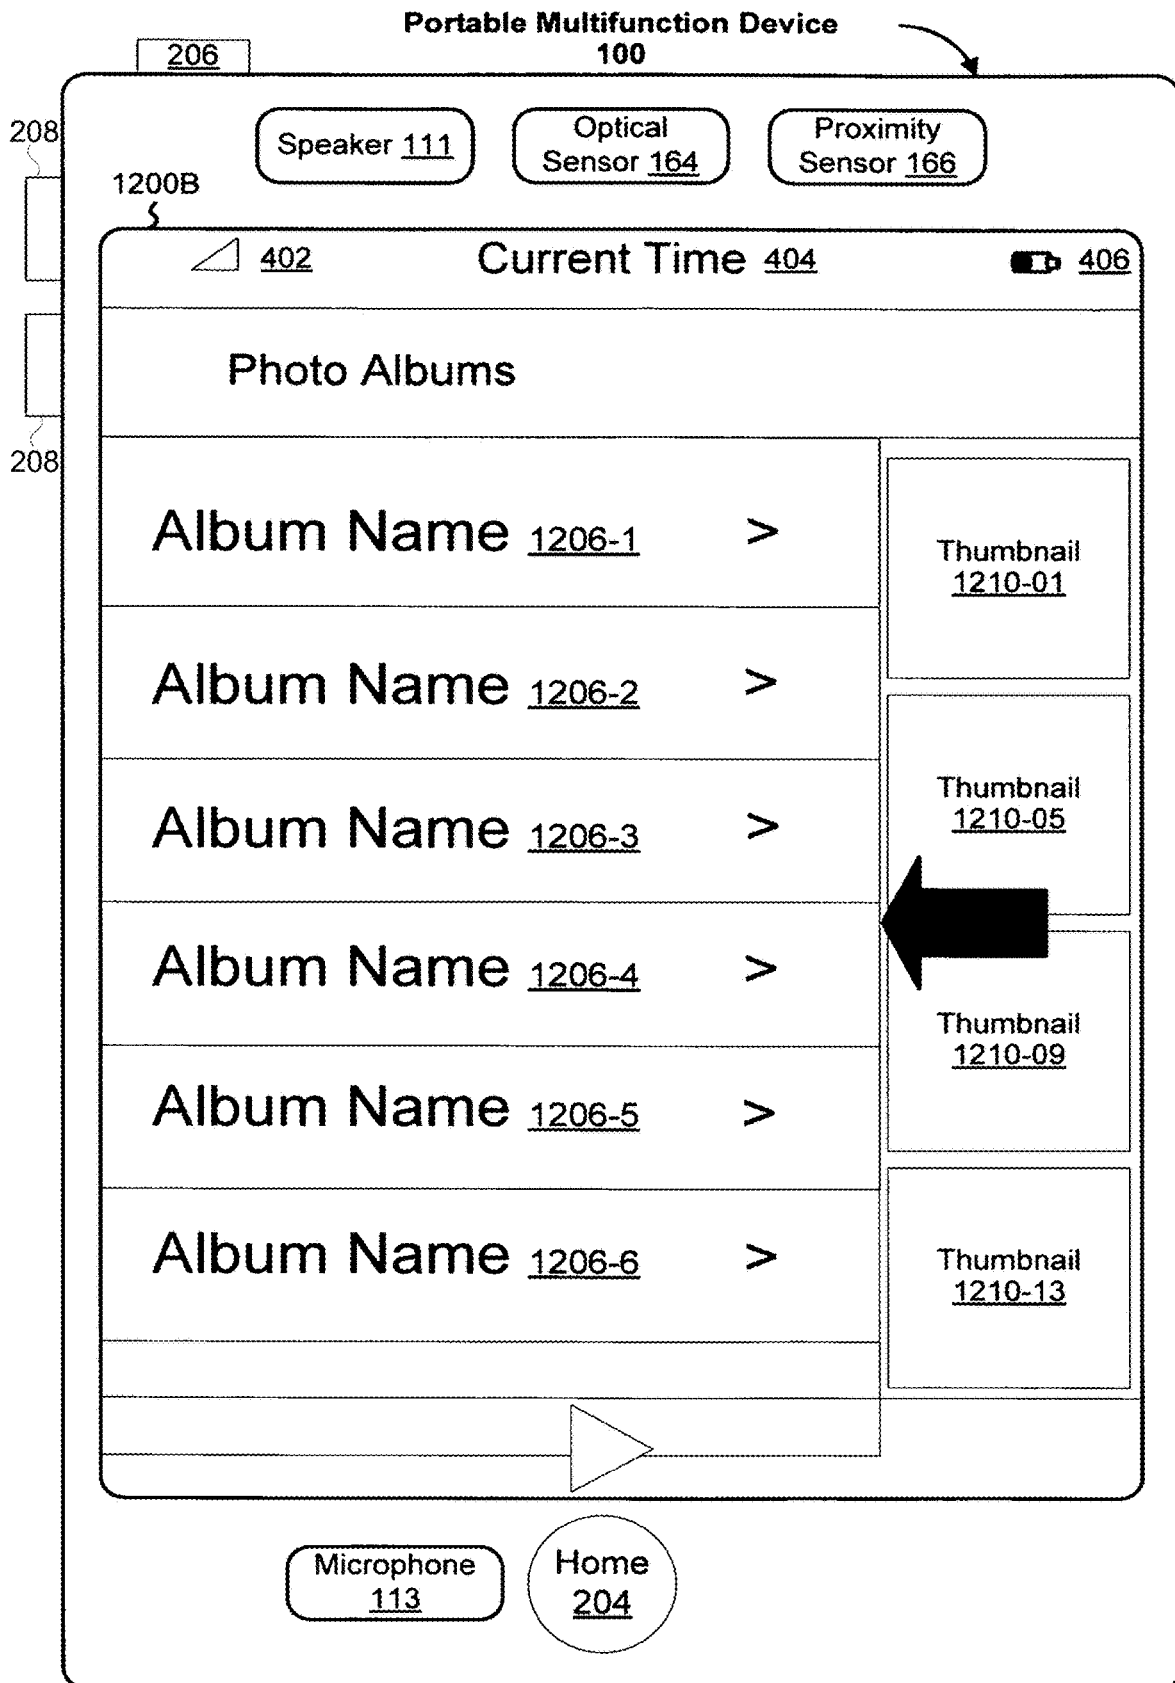 Portable Multifunction Device
100
206
208
Speaker 111
Optical
Sensor 164
Proximity
Sensor 166
1200B
402
Current Time 404
406
Photo Albums
208
Album Name 1206-1 >
Thumbnail
1210-01
Album Name 1206-2 >
Thumbnail
1210-05
Album Name 1206-3 >
Album Name 1206-4 >
Thumbnail
1210-09
Album Name 1206-5 >
Album Name 1206-6 >
Thumbnail
1210-13
Microphone
113
Home
204